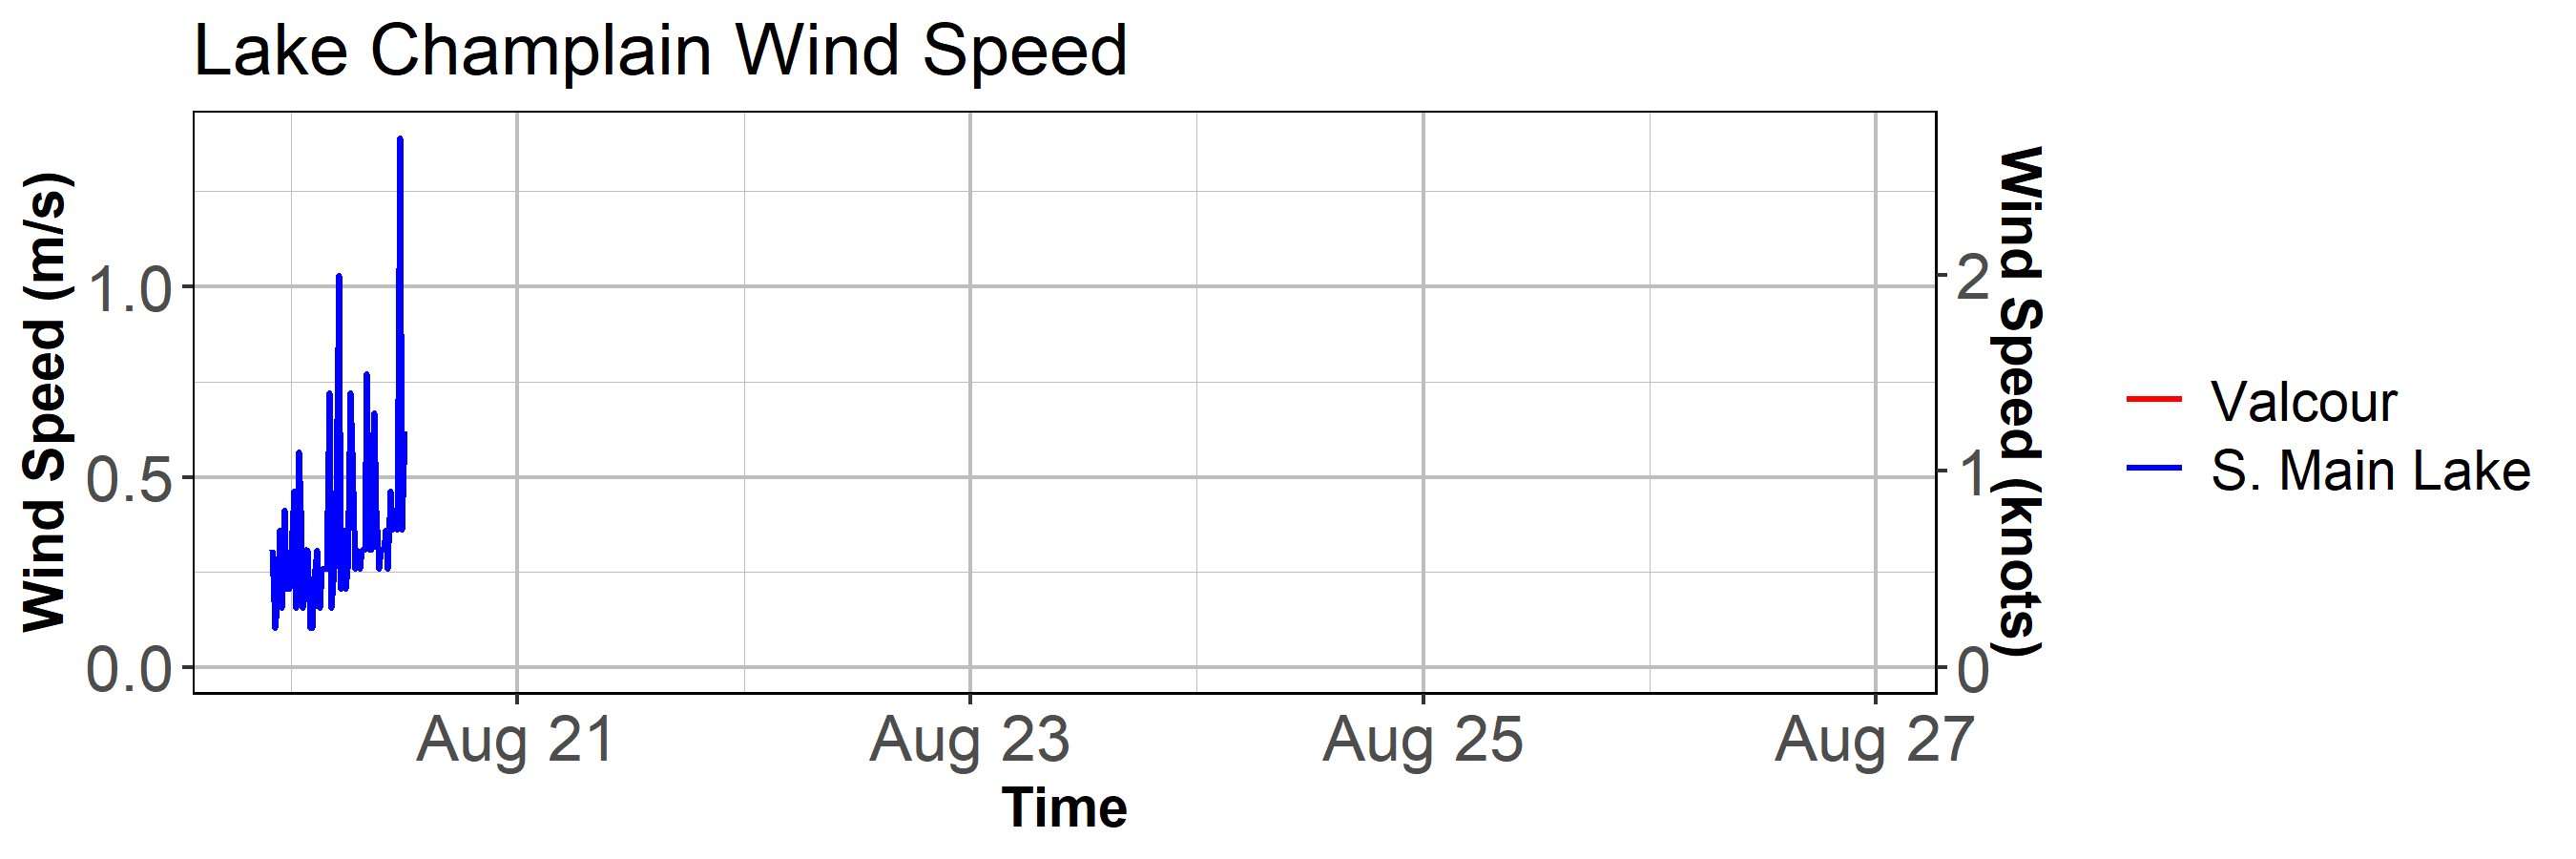 Lake Champlain Wind Speed
Wind Speed (m/s)
1.0
0.5
0.0
2
1
0
Wind Speed (knots)
Aug 21
Aug 23
Aug 25
Aug 27
Time
Valcour
S. Main Lake